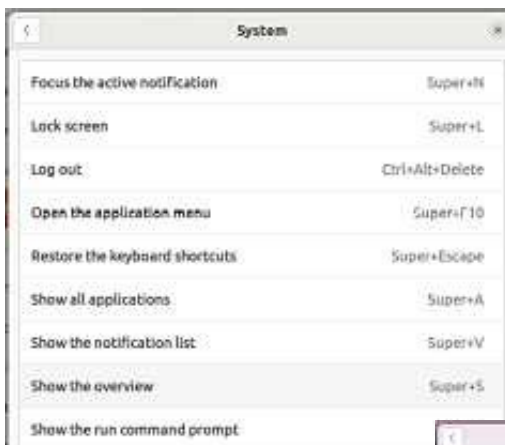 System
Focus the active notification Super+N
Lock screen Super+L
Log out Ctrl+Alt+Delete
Open the application menu Super+F10
Restore the keyboard shortcuts Super+Escape
Show all applications Super+A
Show the notification list Super+V
Show the overview Super+S
Show the run command prompt